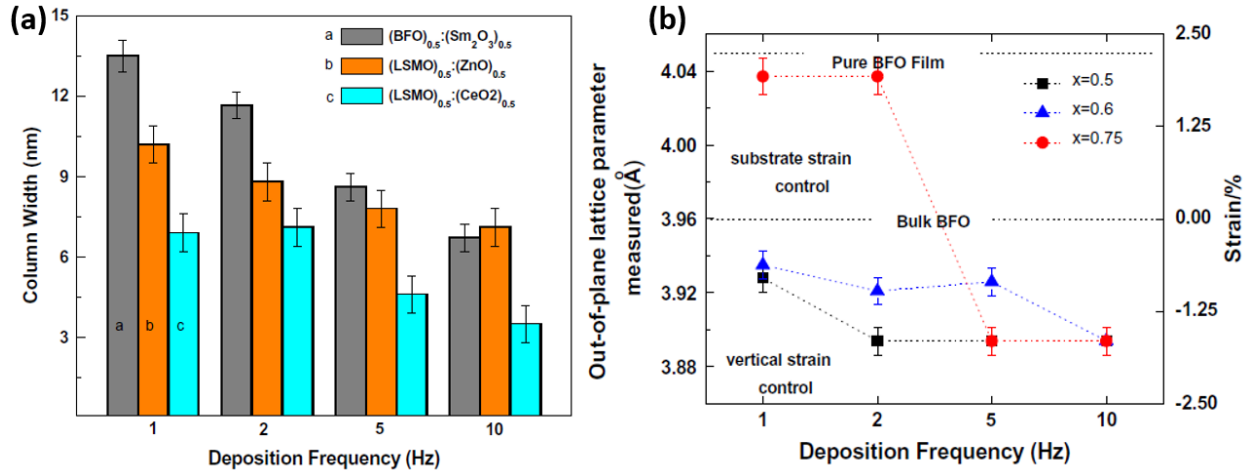 (a)
15
12
9
6
3
Column Width (nm)
a (BFO)0.5:(Sm2O3)0.5
b (LSMO)0.5:(ZnO)0.5
c (LSMO)0.5:(CeO2)0.5
a b c
1 2 5 10
Deposition Frequency (Hz)
(b)
Out-of-plane lattice parameter
measured(Å)
4.04
4.00
3.96
3.92
3.88
Pure BFO Film
x=0.5
x=0.6
x=0.75
substrate strain
control
Bulk BFO
vertical strain
control
2.50
1.25
0.00
-1.25
-2.50
Strain/%
1 2 5 10
Deposition Frequency (Hz)